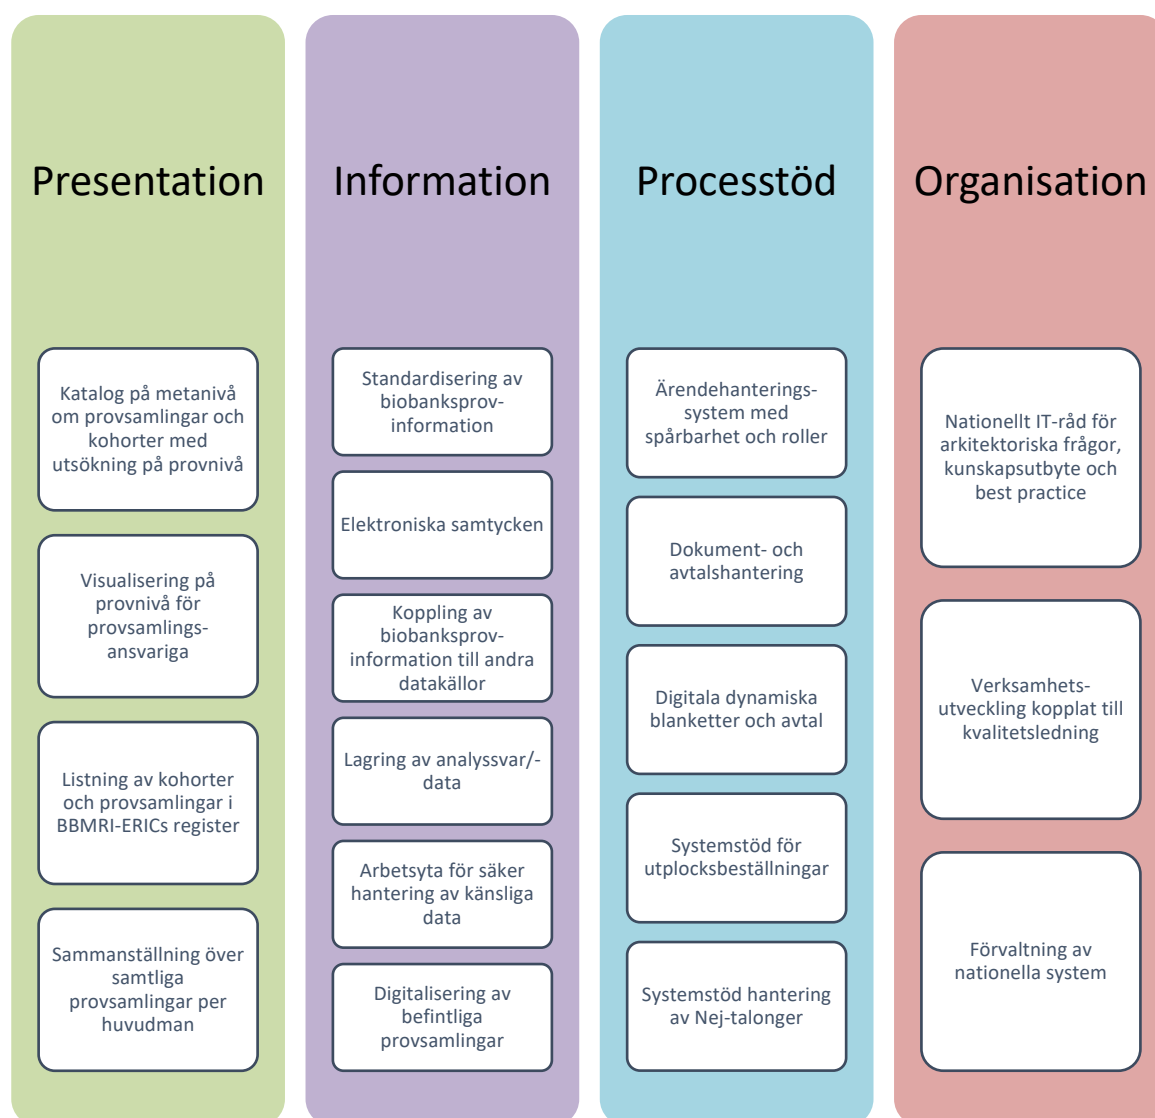 Presentation
Katalog på metanivå
om provsamlingar och
kohorter med
utsökning på provnivå
Visualisering på
provnivå för
provsamlings-
ansvariga
Listning av kohorter
och provsamlingar i
BBMRI-ERICs register
Sammanställning över
samtliga
provsamlingar per
huvudman
Information
Standardisering av
biobanksprov-
information
Elektroniska samtycken
Koppling av
biobanksprov-
information till andra
datakällor
Lagring av analyssvar/-
data
Arbetsyta för säker
hantering av känsliga
data
Digitalisering av
befintliga
provsamlingar
Processtöd
Ärendehanterings-
system med
spårbarhet och roller
Dokument- och
avtalshantering
Digitala dynamiska
blanketter och avtal
Systemstöd för
utplocksbeställningar
Systemstöd hantering
av Nej-talonger
Organisation
Nationellt IT-råd för
arkitektoriska frågor,
kunskapsutbyte och
best practice
Verksamhets-
utveckling kopplat till
kvalitetsledning
Förvaltning av
nationella system